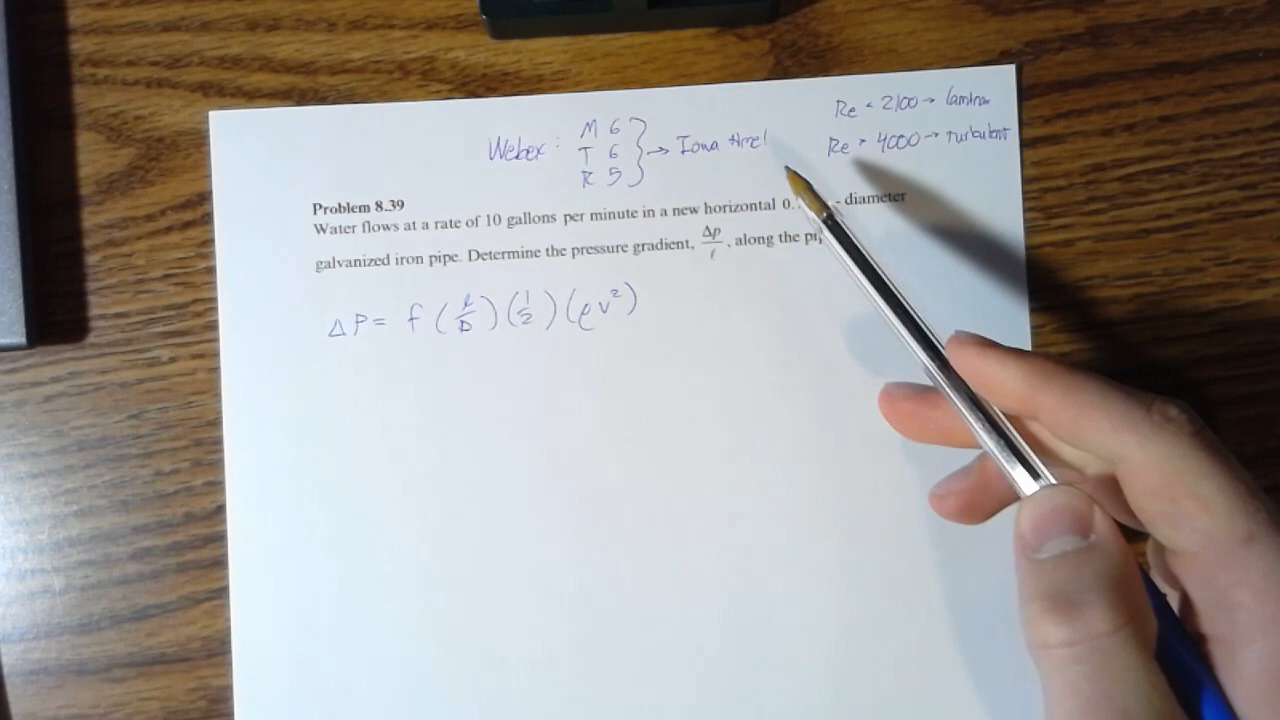 Re < 2100 → laminar
Re > 4000 → turbulent
Webex: M 6
T 6
R 5
→ Iowa time!
Problem 8.39
Water flows at a rate of 10 gallons per minute in a new horizontal 0. - diameter
galvanized iron pipe. Determine the pressure gradient, Δp/ℓ, along the
ΔP = f (ℓ/D) (1/2) (ρv²)